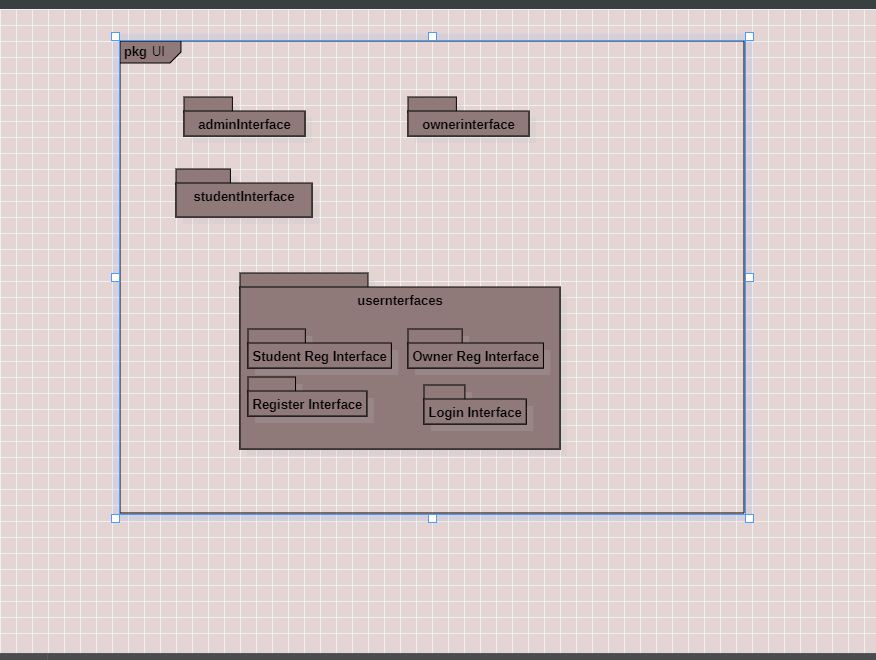 pkg UI
adminInterface
ownerinterface
studentInterface
usernterfaces
Student Reg Interface
Owner Reg Interface
Register Interface
Login Interface